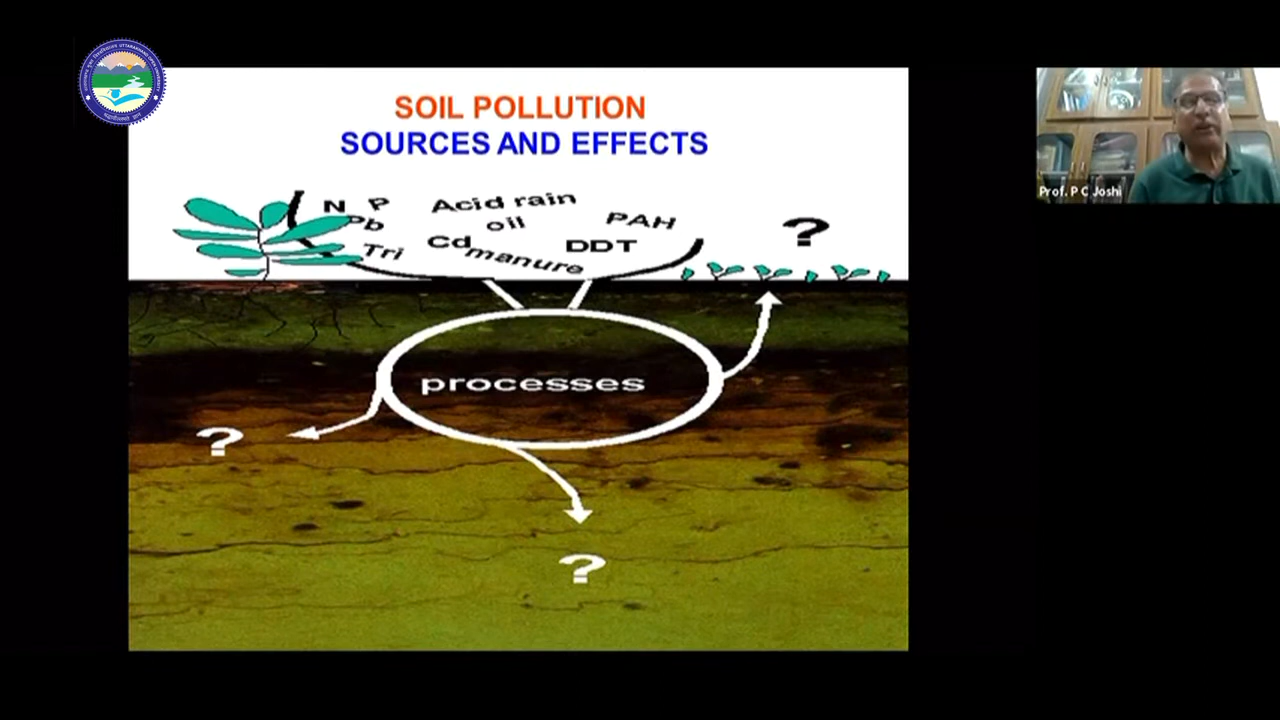 SOIL POLLUTION
SOURCES AND EFFECTS
N P Acid rain
Pb oil PAH
Tri Cd manure DDT
?
processes
?
?
Prof. P C Joshi